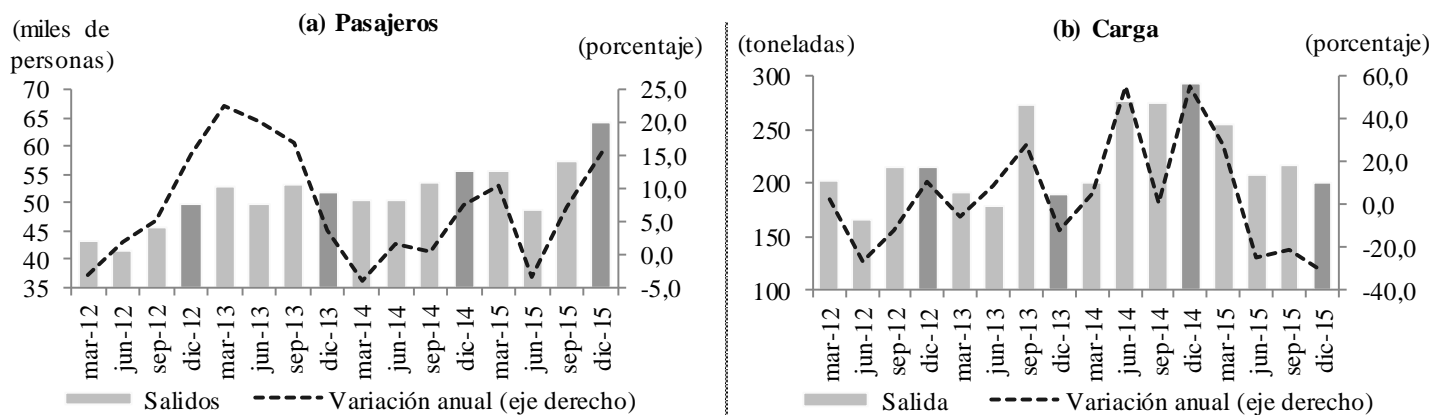 (a) Pasajeros
(miles de
personas)
(porcentaje)
70
65
60
55
50
45
40
35
25,0
20,0
15,0
10,0
5,0
0,0
-5,0
mar-12
jun-12
sep-12
dic-12
mar-13
jun-13
sep-13
dic-13
mar-14
jun-14
sep-14
dic-14
mar-15
jun-15
sep-15
dic-15
Salidos
Variación anual (eje derecho)
(b) Carga
(toneladas)
(porcentaje)
300
250
200
150
100
60,0
40,0
20,0
0,0
-20,0
-40,0
mar-12
jun-12
sep-12
dic-12
mar-13
jun-13
sep-13
dic-13
mar-14
jun-14
sep-14
dic-14
mar-15
jun-15
sep-15
dic-15
Salida
Variación anual (eje derecho)